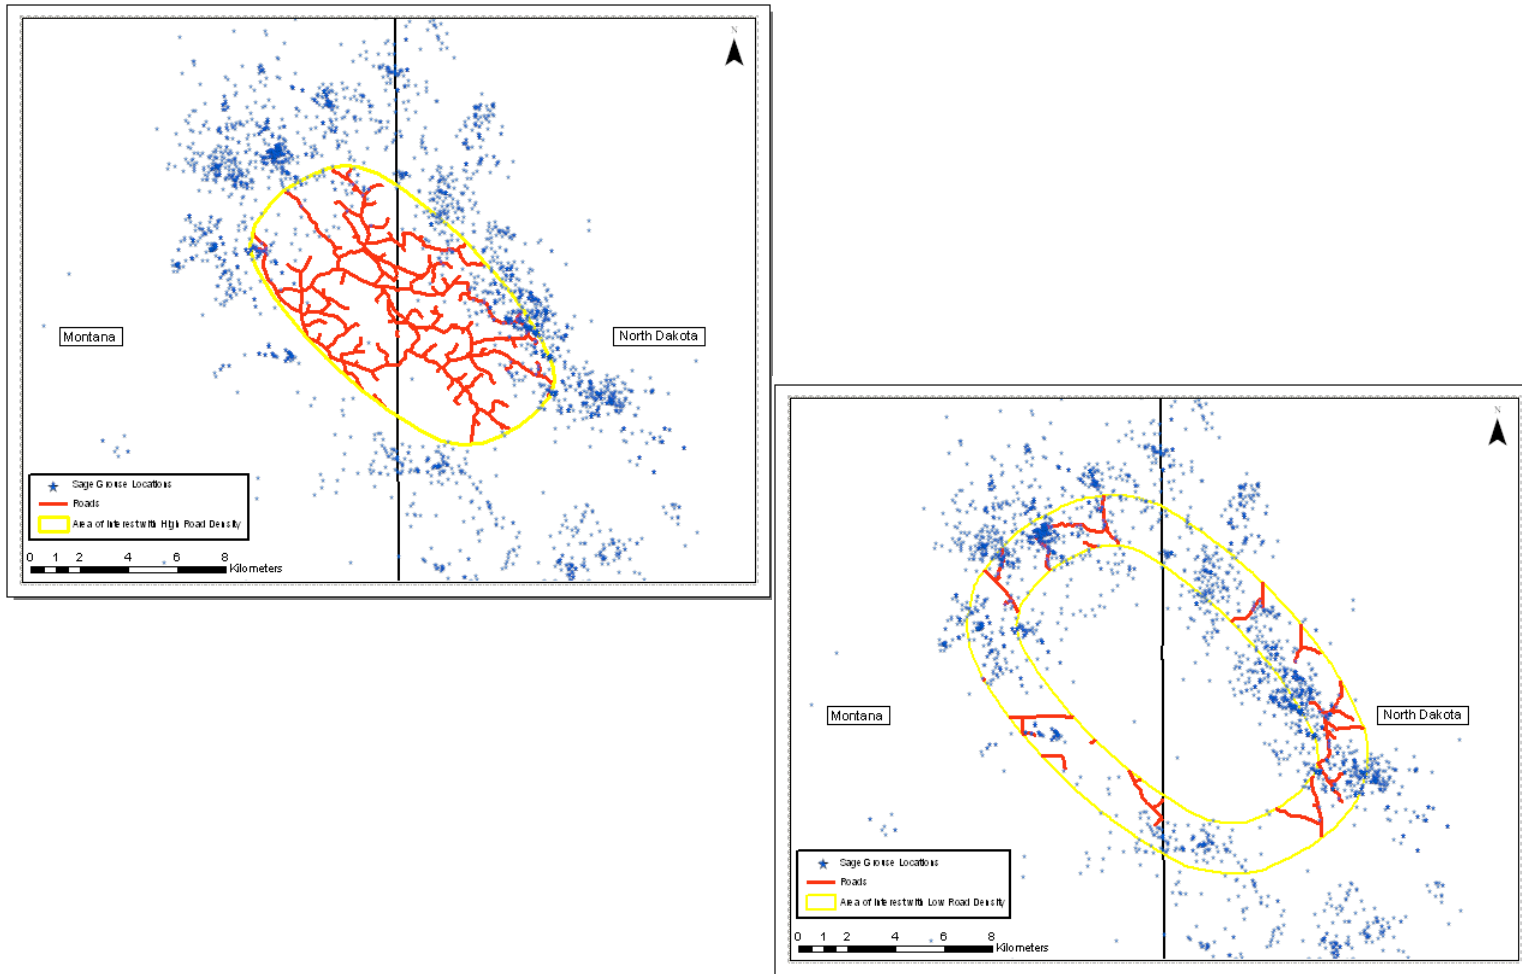 N
Montana
North Dakota
Sage Grouse Locations
Roads
Area of Interest with High Road Density
0 1 2 4 6 8
Kilometers
N
Montana
North Dakota
Sage Grouse Locations
Roads
Area of Interest with Low Road Density
0 1 2 4 6 8
Kilometers